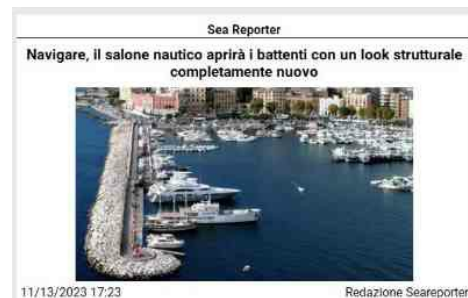 Sea Reporter
Navigare, il salone nautico aprirà i battenti con un look strutturale
completamente nuovo
11/13/2023 17:23
Redazione Seareporter